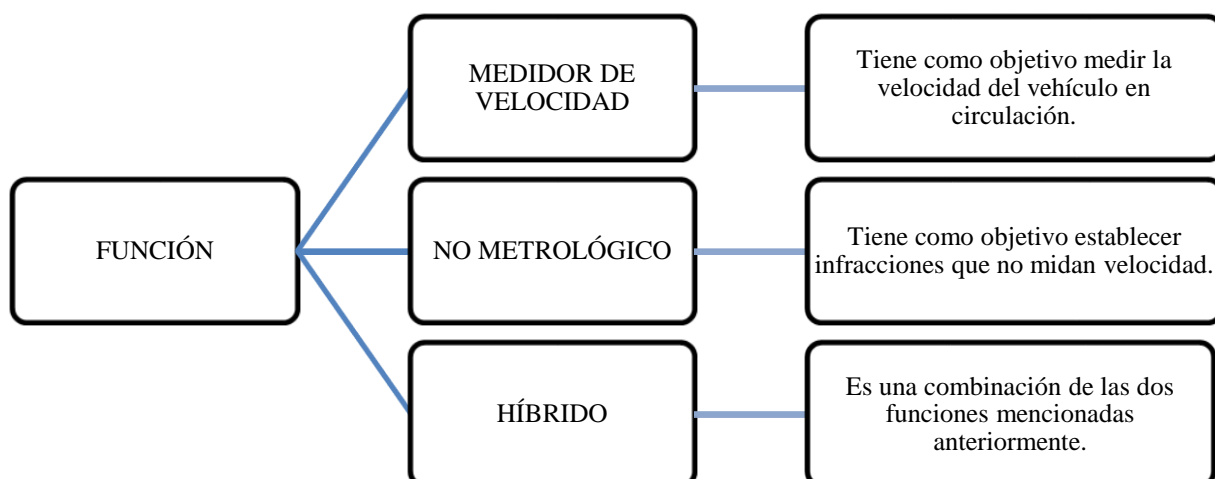 FUNCIÓN
MEDIDOR DE
VELOCIDAD
Tiene como objetivo medir la
velocidad del vehículo en
circulación.
NO METROLÓGICO
Tiene como objetivo establecer
infracciones que no midan velocidad.
HÍBRIDO
Es una combinación de las dos
funciones mencionadas
anteriormente.